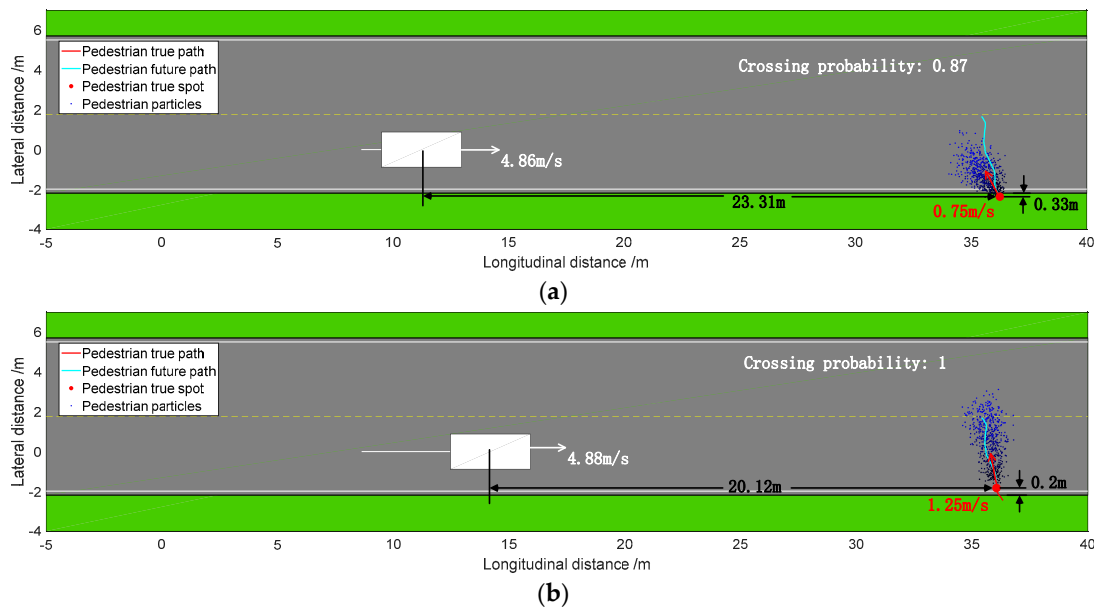 6
4
2
0
-2
-4
Lateral distance /m
Pedestrian true path
Pedestrian future path
Pedestrian true spot
Pedestrian particles
Crossing probability: 0.87
4.86m/s
23.31m
0.75m/s
0.33m
-5 0 5 10 15 20 25 30 35 40
Longitudinal distance /m
(a)
6
4
2
0
-2
-4
Lateral distance /m
Pedestrian true path
Pedestrian future path
Pedestrian true spot
Pedestrian particles
Crossing probability: 1
4.88m/s
20.12m
1.25m/s
0.2m
-5 0 5 10 15 20 25 30 35 40
Longitudinal distance /m
(b)